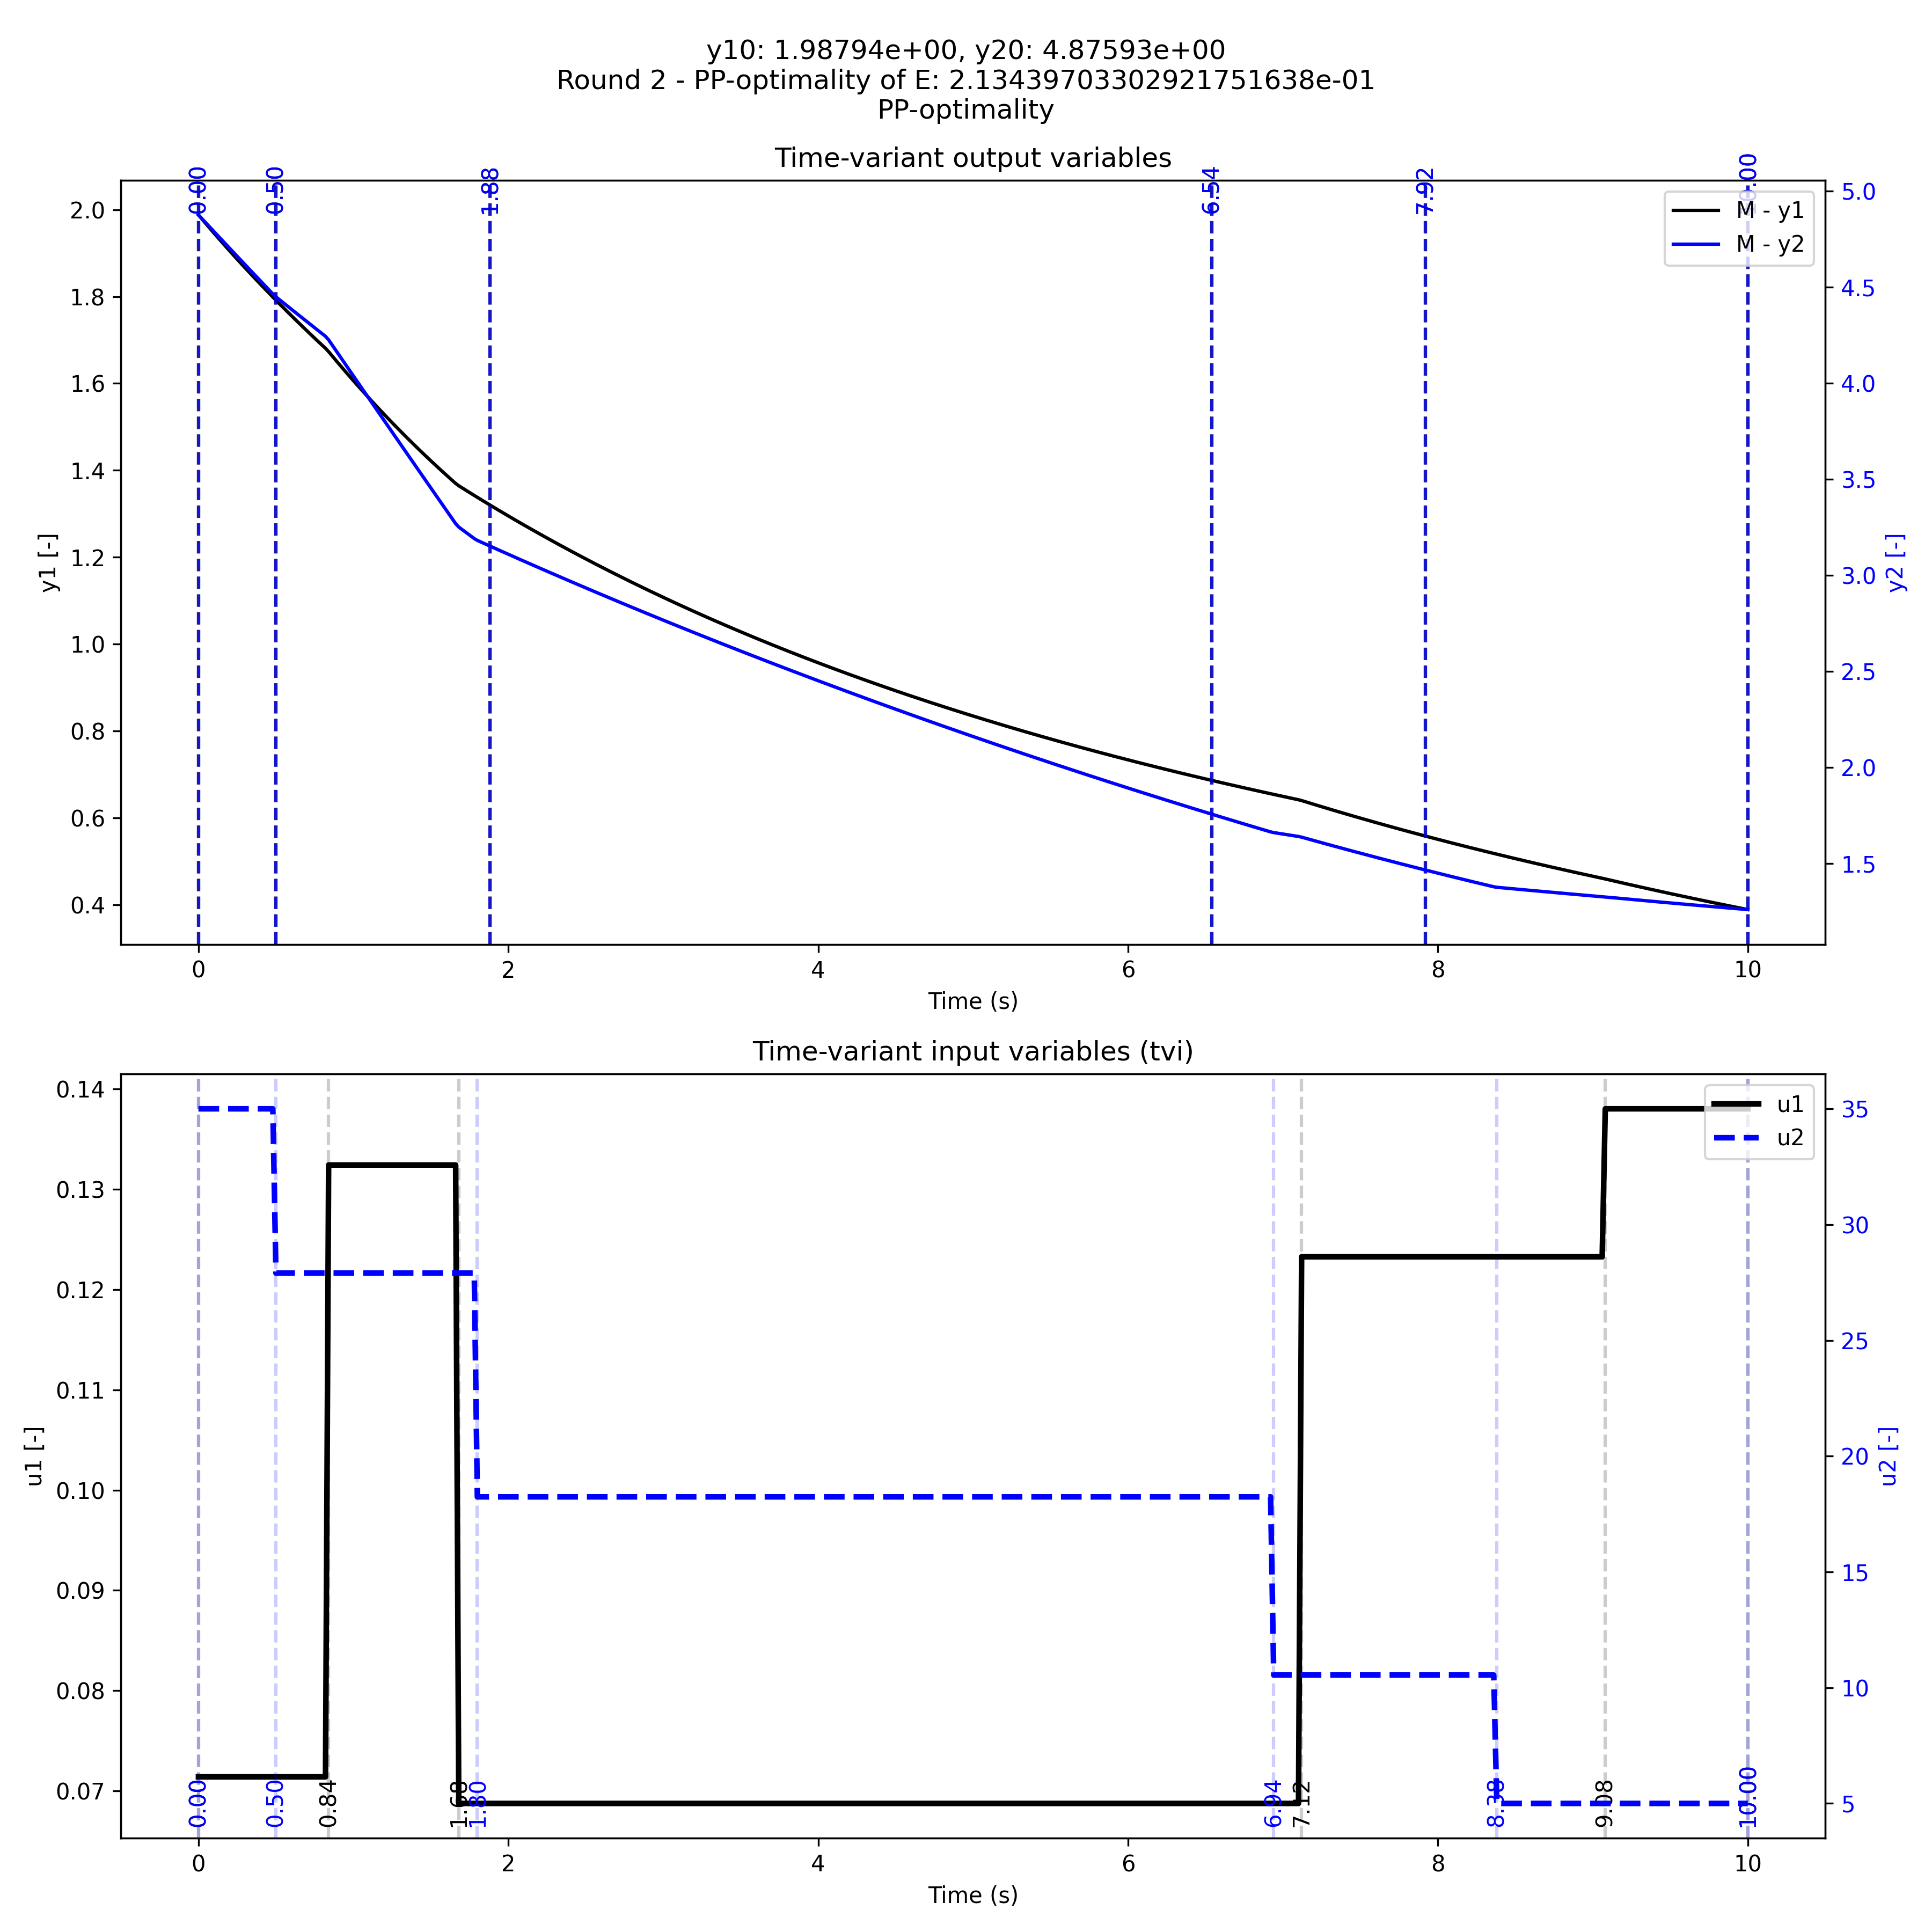 y10: 1.98794e+00, y20: 4.87593e+00
Round 2 - PP-optimality of E: 2.13439703302921751638e-01
PP-optimality
Time-variant output variables
0.00
0.50
1.88
6.54
7.92
10.00
M - y1
M - y2
2.0
1.8
1.6
1.4
1.2
1.0
0.8
0.6
0.4
y1 [-]
5.0
4.5
4.0
3.5
3.0
2.5
2.0
1.5
y2 [-]
0 2 4 6 8 10
Time (s)
Time-variant input variables (tvi)
u1
u2
0.14
0.13
0.12
0.11
0.10
0.09
0.08
0.07
u1 [-]
35
30
25
20
15
10
5
u2 [-]
0.00
0.50
0.84
1.68
1.80
6.94
7.12
8.38
9.08
10.00
0 2 4 6 8 10
Time (s)